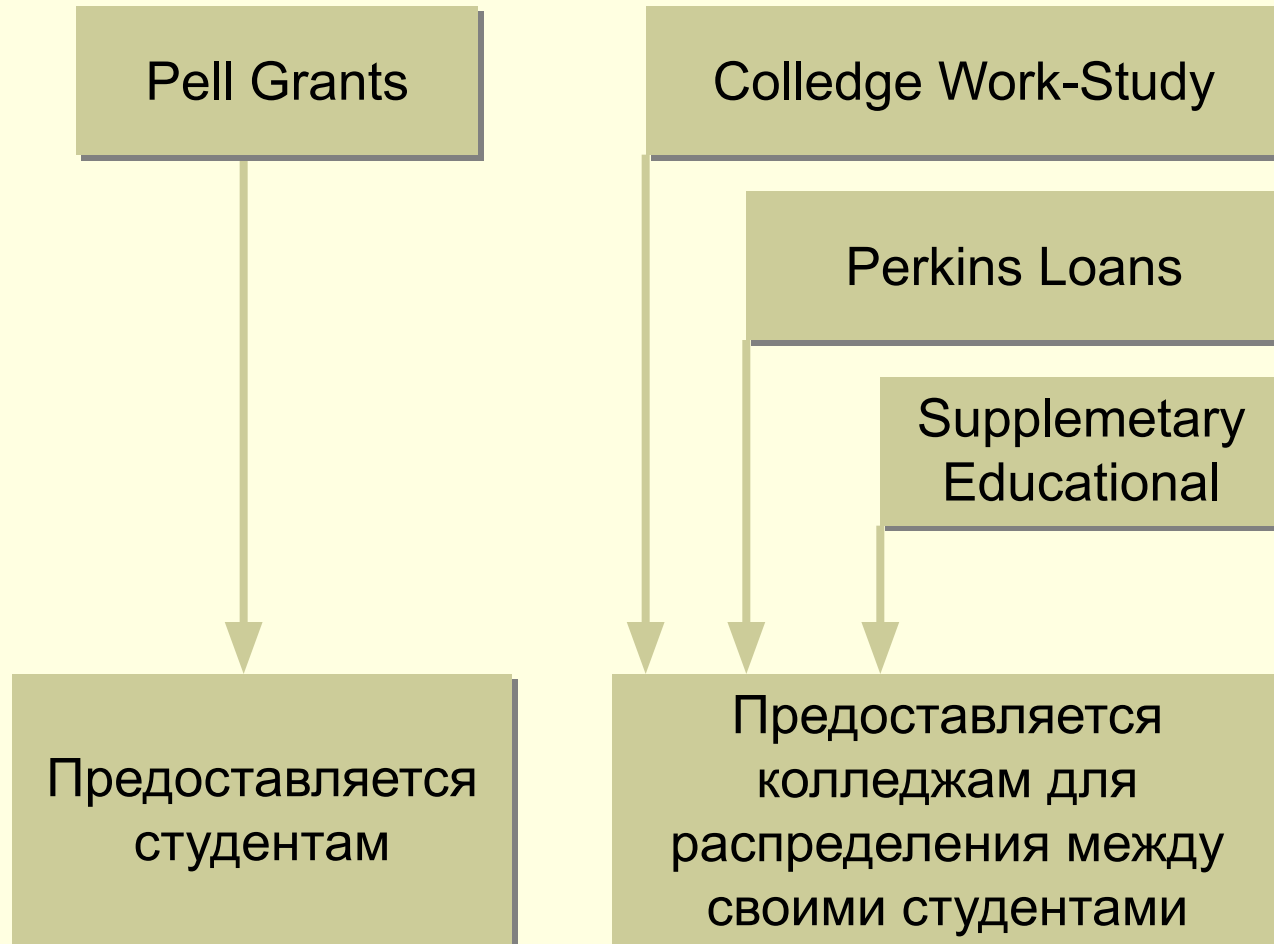 Pell Grants
Colledge Work-Study
Perkins Loans
Supplemetary
Educational
Предоставляется
студентам
Предоставляется
колледжам для
распределения между
своими студентами